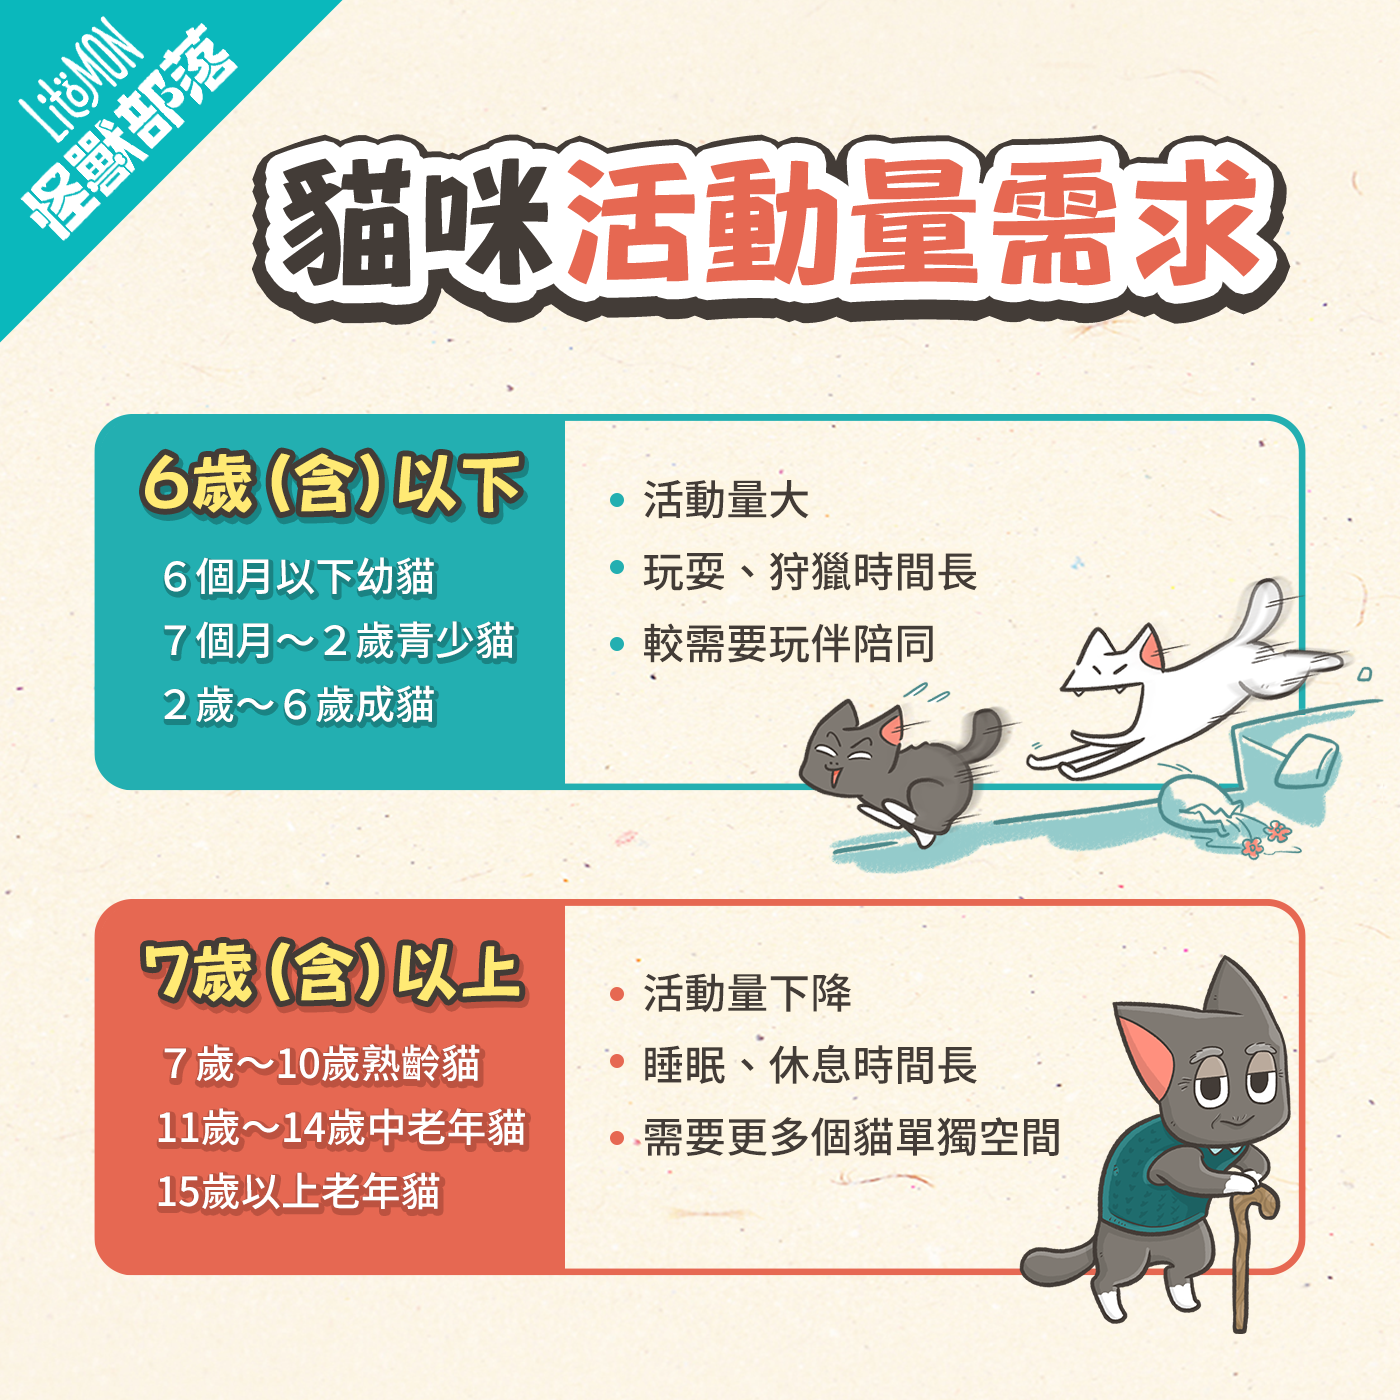 LitoMON
怪獸部落
貓咪活動量需求
6歲(含)以下
6個月以下幼貓
7個月～2歲青少貓
2歲～6歲成貓
• 活動量大
• 玩耍、狩獵時間長
• 較需要玩伴陪同
7歲(含)以上
7歲～10歲熟齡貓
11歲～14歲中老年貓
15歲以上老年貓
• 活動量下降
• 睡眠、休息時間長
• 需要更多個貓單獨空間